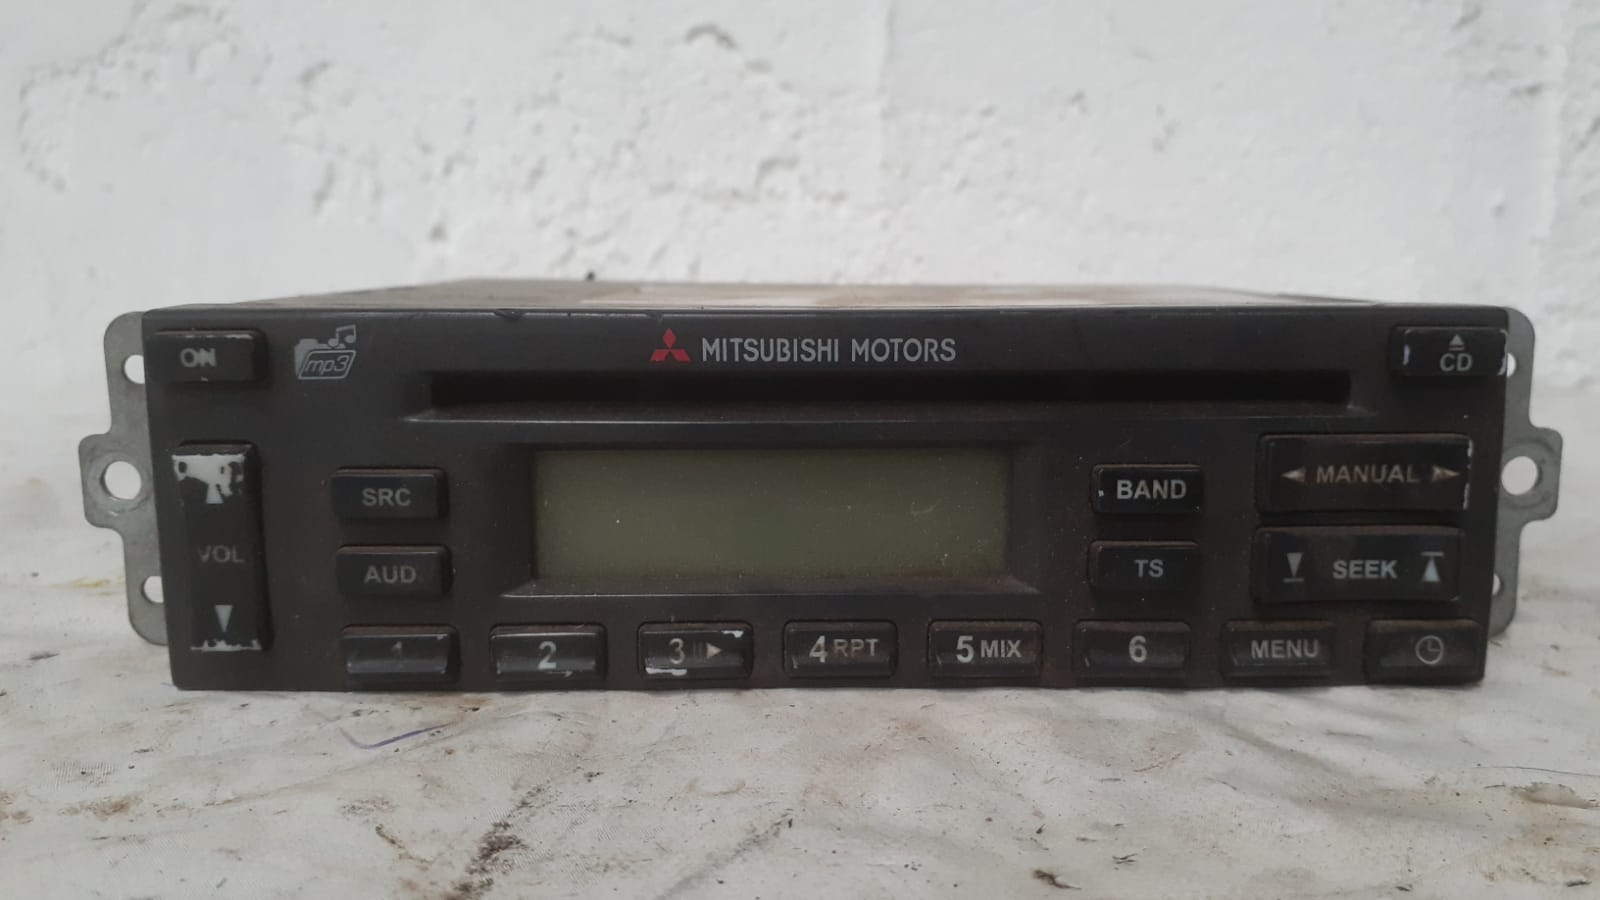 ON
mp3
MITSUBISHI MOTORS
CD
VOL
SRC
AUD
BAND
TS
MANUAL
SEEK
1
2
3
4 RPT
5 MIX
6
MENU